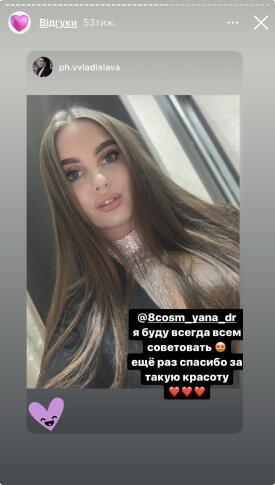 Відгуки 53тиж.
ph.vvladislava
@8cosm_yana_dr
я буду всегда всем
советовать 😍
ещё раз спасибо за
такую красоту
❤️❤️❤️